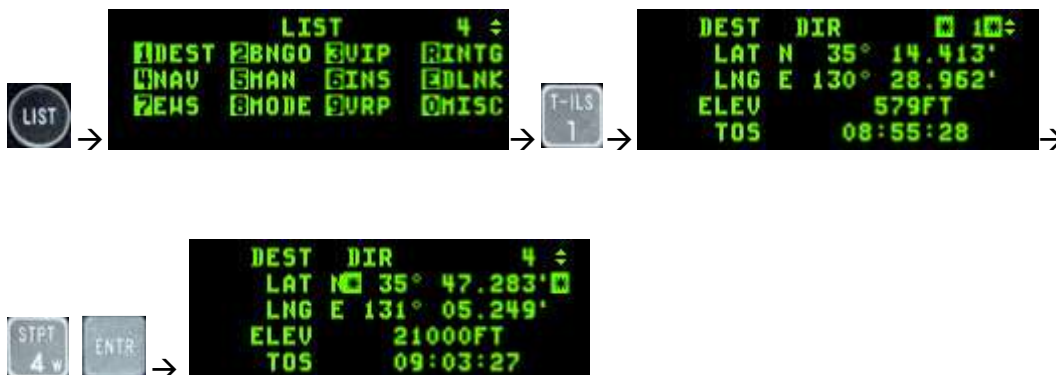 LIST
LIST 4
1DEST 2BNGO 3VIP RINTG
4NAV 5MAN 6INS EDLNK
7EWS 8MODE 9VRP 0MISC
T-ILS
1
DEST DIR * 1*
LAT N 35° 14.413'
LNG E 130° 28.962'
ELEV 579FT
TOS 08:55:28
STPT
4 W
ENTR
DEST DIR 4
LAT N* 35° 47.283'*
LNG E 131° 05.249'
ELEV 21000FT
TOS 09:03:27